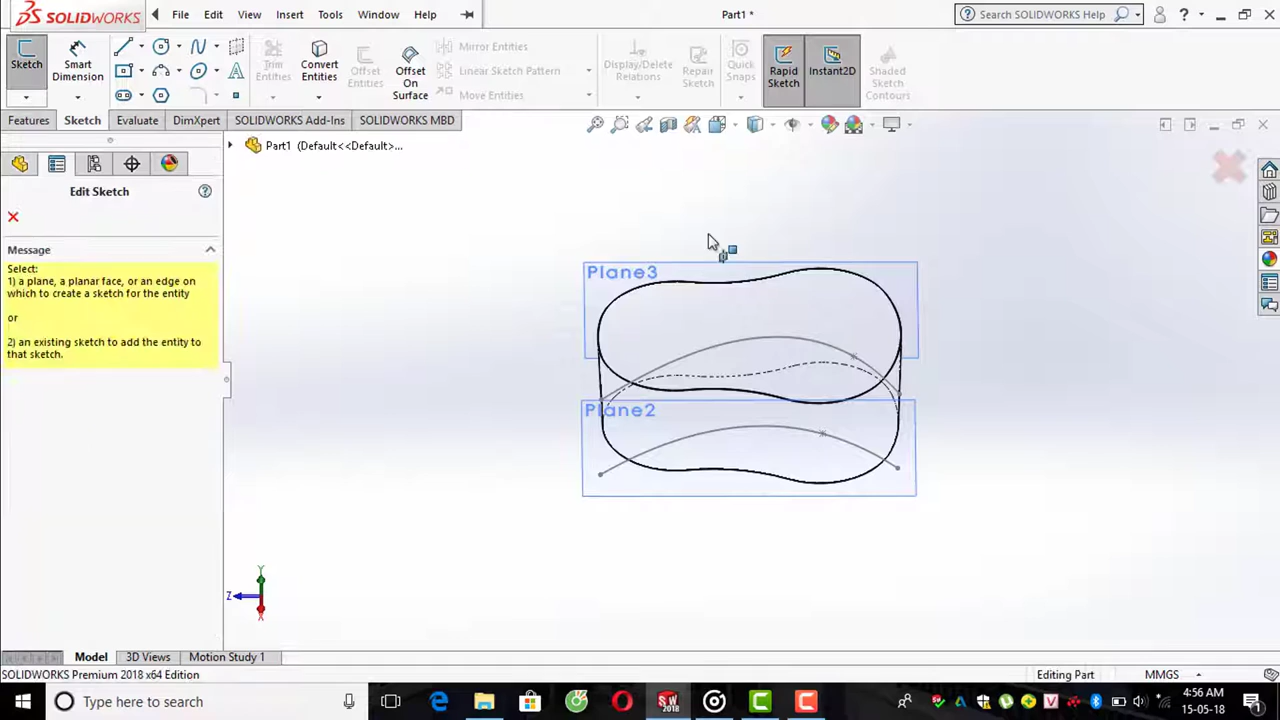 SOLIDWORKS
File Edit View Insert Tools Window Help
Part1 *
Search SOLIDWORKS Help
Sketch
Smart Dimension
Trim Entities
Convert Entities
Offset Entities
Offset On Surface
Mirror Entities
Linear Sketch Pattern
Move Entities
Display/Delete Relations
Repair Sketch
Quick Snaps
Rapid Sketch
Instant2D
Shaded Sketch Contours
Features Sketch Evaluate DimXpert SOLIDWORKS Add-Ins SOLIDWORKS MBD
Part1 (Default<<Default>...
Edit Sketch
Message
Select:
1) a plane, a planar face, or an edge on
which to create a sketch for the entity
or
2) an existing sketch to add the entity to
that sketch.
Plane3
Plane2
Y
Z
X
Model 3D Views Motion Study 1
SOLIDWORKS Premium 2018 x64 Edition
Editing Part
MMGS
Type here to search
4:56 AM
15-05-18